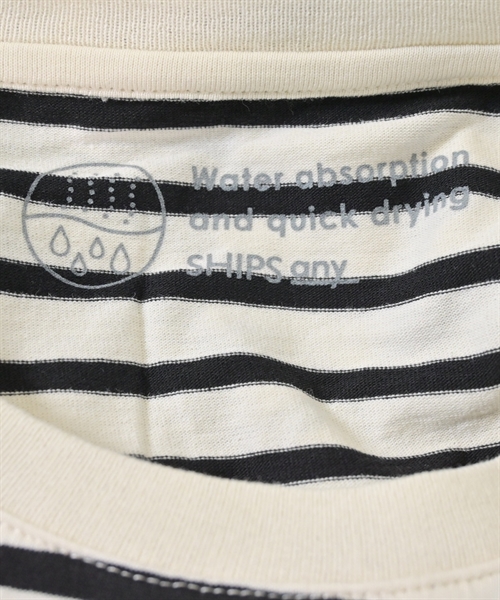 Water absorption
and quick drying
SHIPS any